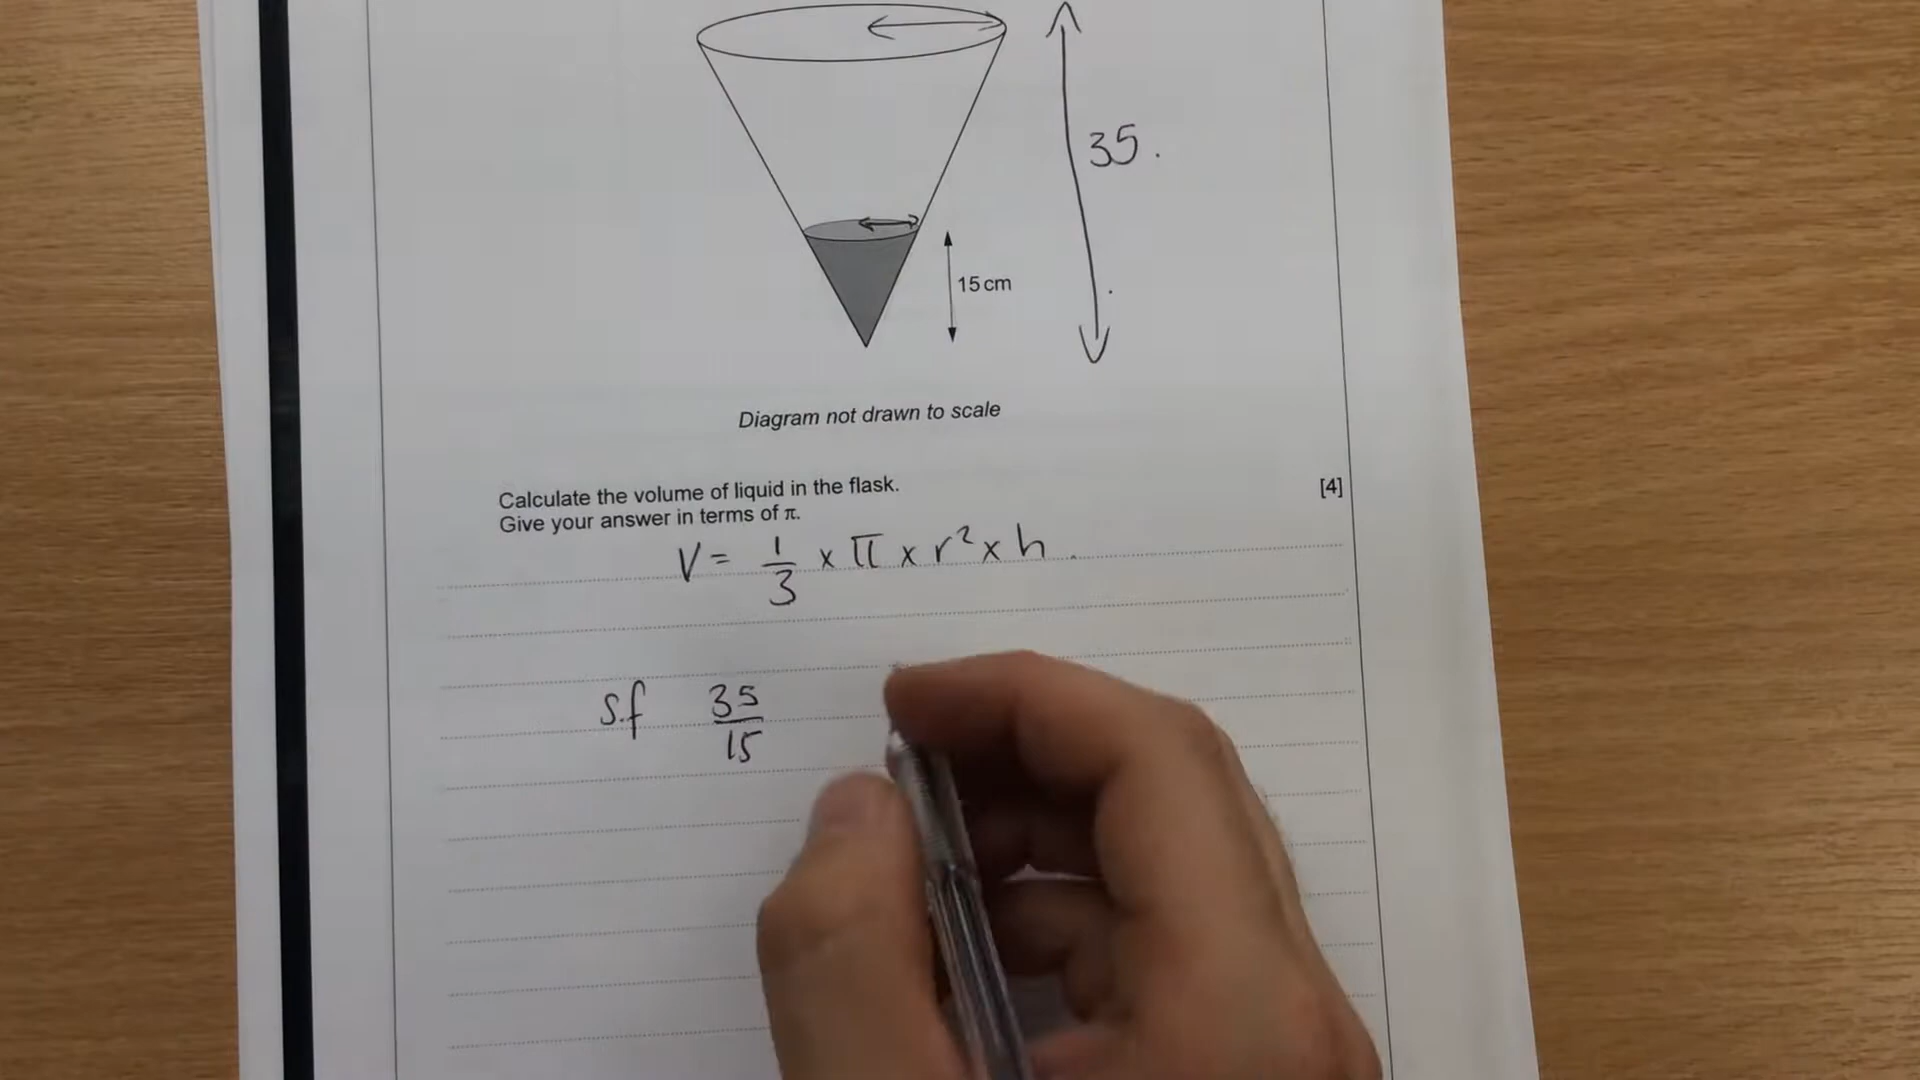 35.
15 cm
Diagram not drawn to scale
Calculate the volume of liquid in the flask. [4]
Give your answer in terms of π.
V = 1/3 × π × r² × h.
s.f 35/15